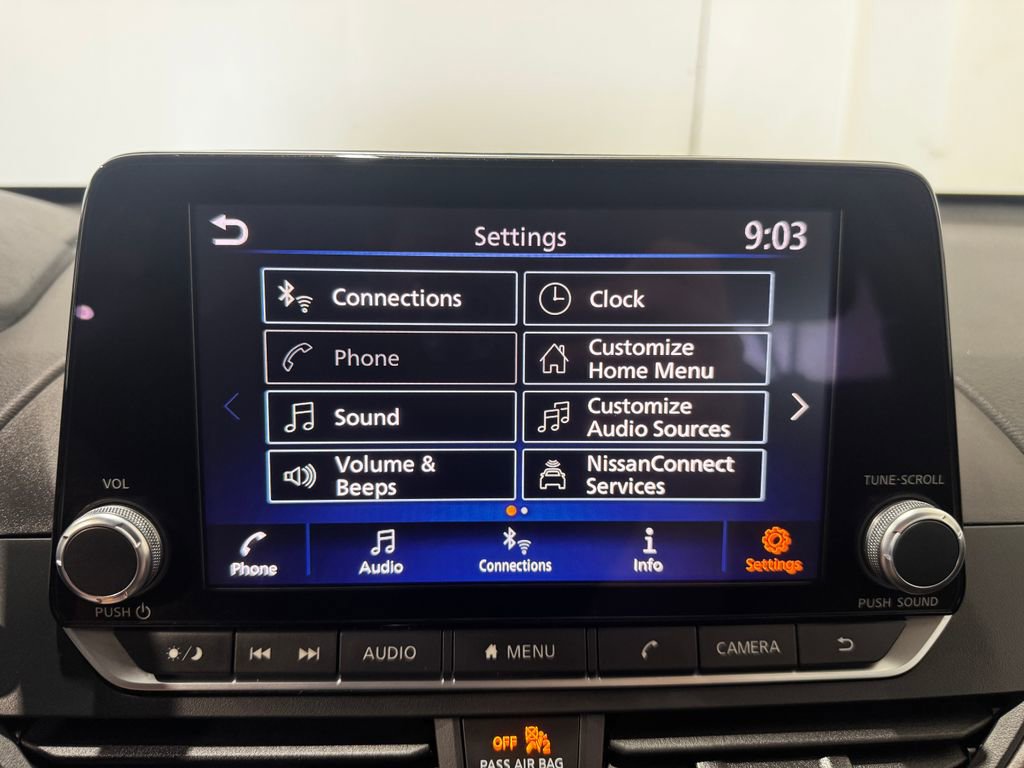 Settings
9:03
Connections
Clock
Phone
Customize
Home Menu
Sound
Customize
Audio Sources
Volume &
Beeps
NissanConnect
Services
Phone
Audio
Connections
Info
Settings
VOL
PUSH
TUNE·SCROLL
PUSH SOUND
AUDIO
MENU
CAMERA
OFF
2
PASS AIR BAG